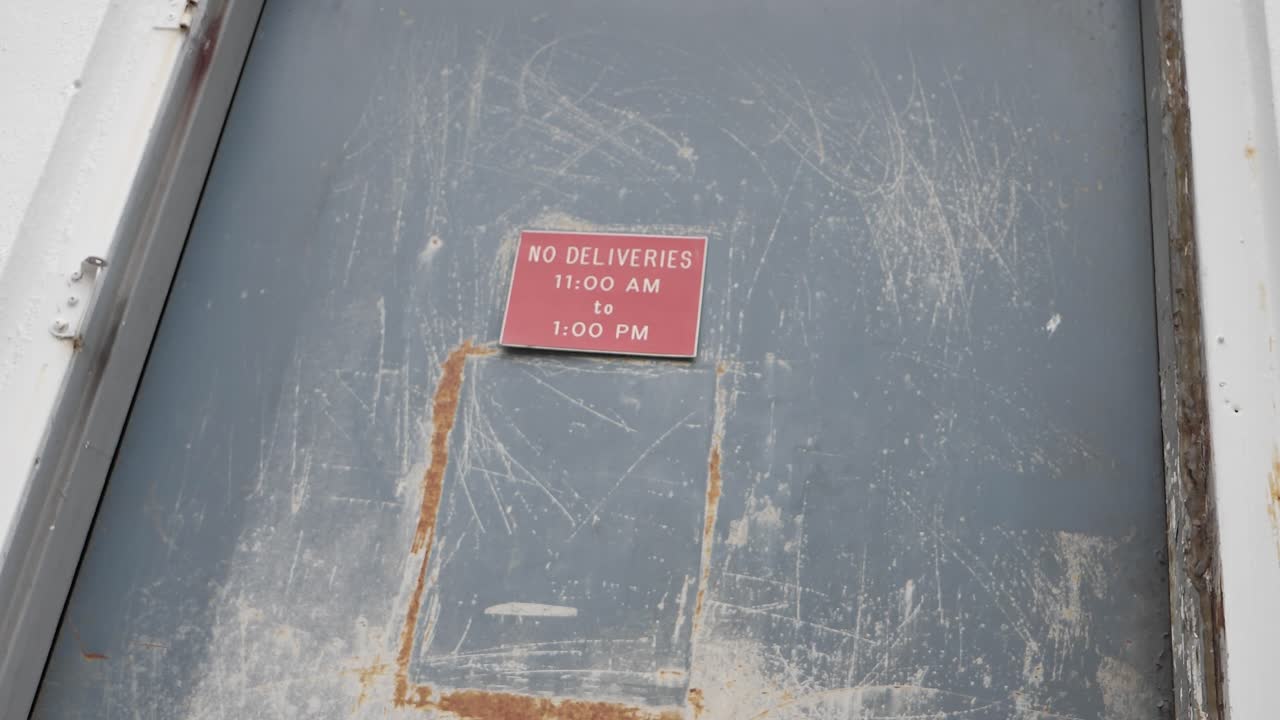 NO DELIVERIES
11:00 AM
to
1:00 PM